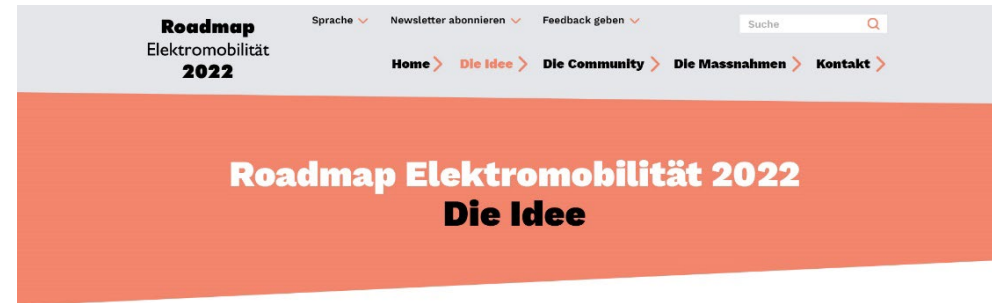 Roadmap
Elektromobilität
2022
Sprache
Newsletter abonnieren
Feedback geben
Suche
Home
Die Idee
Die Community
Die Massnahmen
Kontakt
Roadmap Elektromobilität 2022
Die Idee